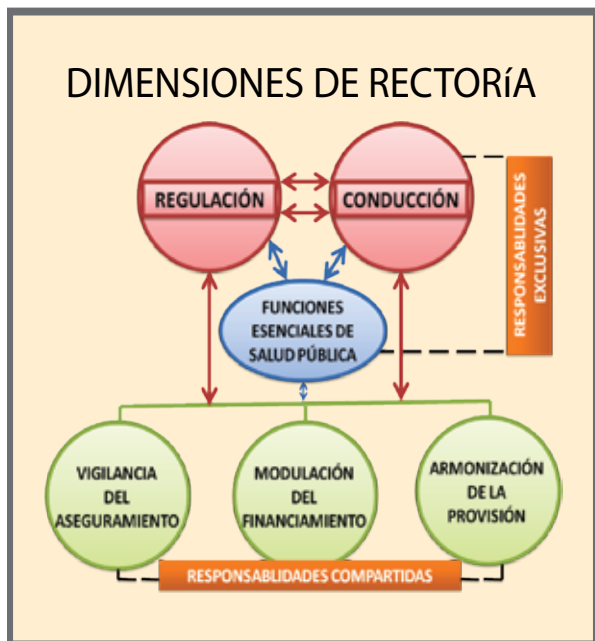 DIMENSIONES DE RECTORíA
REGULACIÓN
CONDUCCIÓN
RESPONSABLIDADES
EXCLUSIVAS
FUNCIONES
ESENCIALES DE
SALUD PÚBLICA
VIGILANCIA
DEL
ASEGURAMIENTO
MODULACIÓN
DEL
FINANCIAMIENTO
ARMONIZACIÓN
DE LA
PROVISIÓN
RESPONSABLIDADES COMPARTIDAS